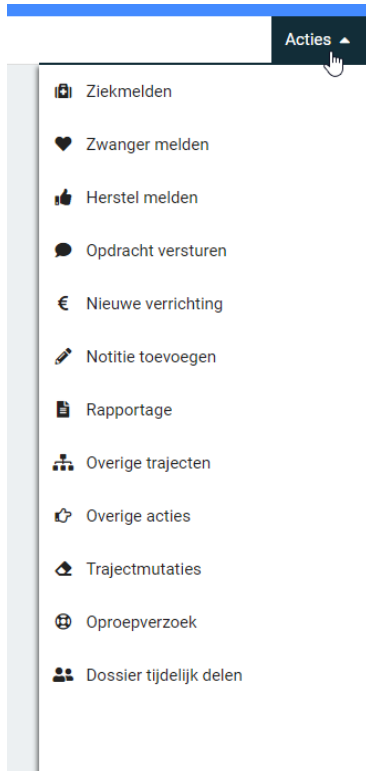 Acties
Ziekmelden
Zwanger melden
Herstel melden
Opdracht versturen
Nieuwe verrichting
Notitie toevoegen
Rapportage
Overige trajecten
Overige acties
Trajectmutaties
Oproepverzoek
Dossier tijdelijk delen